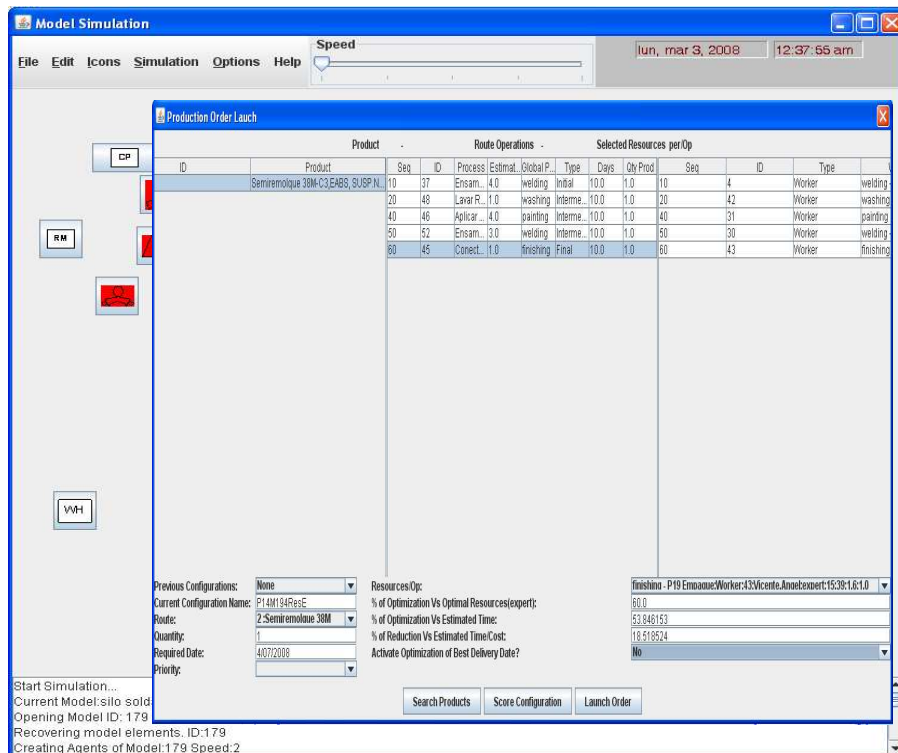 Model Simulation
File Edit Icons Simulation Options Help
Speed
lun, mar 3, 2008 12:37:55 am
CP
RM
WH
Production Order Lauch X
Product - Route Operations - Selected Resources per/Op
ID Product Seq ID Process Estimat... Global P... Type Days Qty Prod Seq ID Type
Semiremolque 38M-C3,EABS, SUSP.N... 10 37 Ensam... 4.0 welding Initial 10.0 1.0 10 4 Worker welding -
20 48 Lavar R... 1.0 washing Interme... 10.0 1.0 20 42 Worker washing
40 46 Aplicar ... 4.0 painting Interme... 10.0 1.0 40 31 Worker painting
50 52 Ensam... 3.0 welding Interme... 10.0 1.0 50 30 Worker welding -
60 45 Conect... 1.0 finishing Final 10.0 1.0 60 43 Worker finishing
Previous Configurations: None Resources/Op: finishing - P19 Empaque:Worker:43:Vicente.Angel:expert:15:39:1.6:1.0
Current Configuration Name: P14M194ResE % of Optimization Vs Optimal Resources(expert): 60.0
Route: 2 :Semiremolque 38M % of Optimization Vs Estimated Time: 53.846153
Quantity: 1 % of Reduction Vs Estimated Time/Cost: 18.518524
Required Date: 4/07/2008 Activate Optimization of Best Delivery Date? No
Priority:
Search Products Score Configuration Launch Order
Start Simulation...
Current Model:silo sold
Opening Model ID: 179
Recovering model elements. ID:179
Creating Agents of Model:179 Speed:2